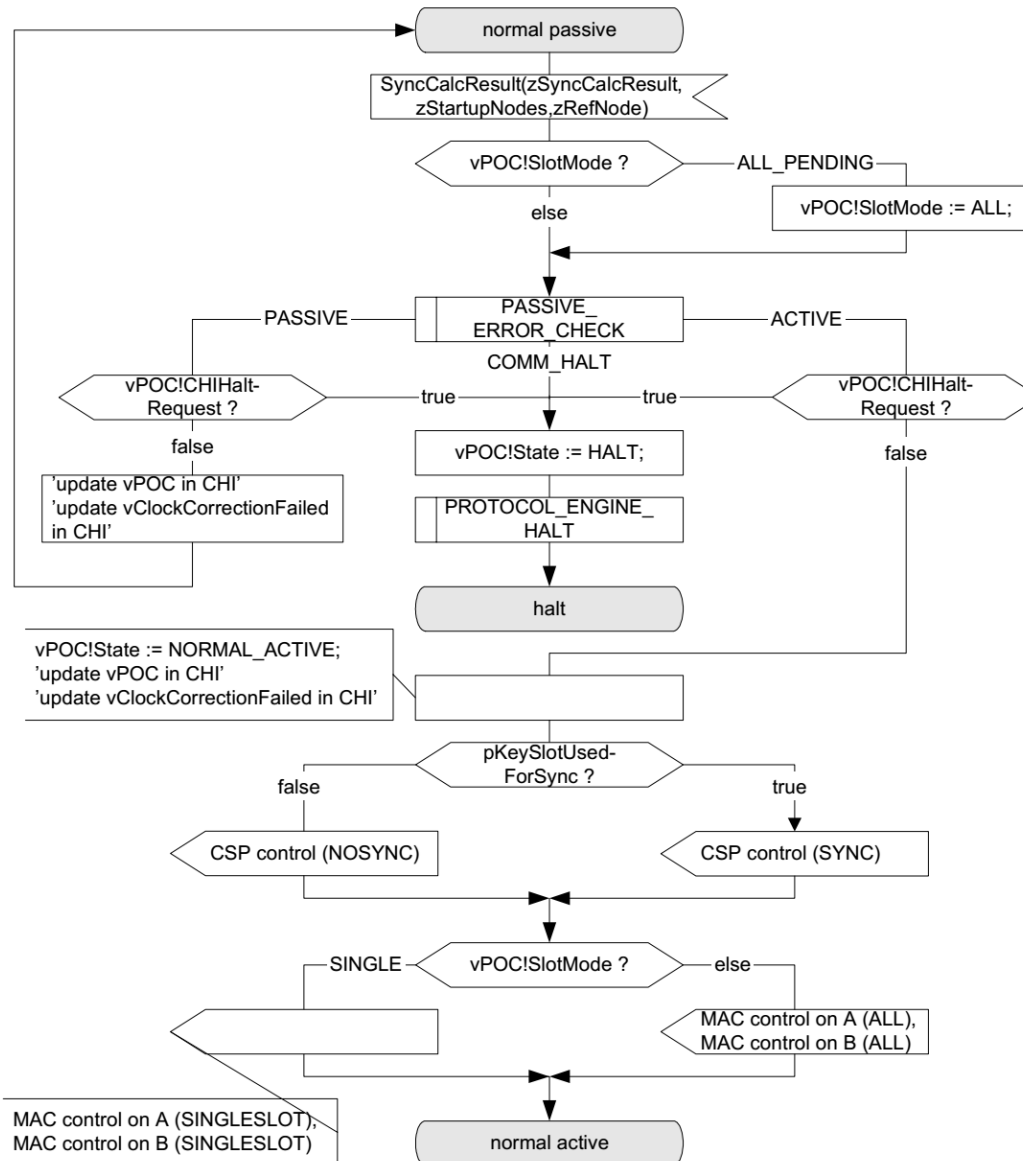 normal passive
SyncCalcResult(zSyncCalcResult,
zStartupNodes,zRefNode)
vPOC!SlotMode ?
ALL_PENDING
else
vPOC!SlotMode := ALL;
PASSIVE
PASSIVE_
ERROR_CHECK
ACTIVE
COMM_HALT
vPOC!CHIHalt-
Request ?
true
true
vPOC!CHIHalt-
Request ?
false
vPOC!State := HALT;
false
'update vPOC in CHI'
'update vClockCorrectionFailed
in CHI'
PROTOCOL_ENGINE_
HALT
halt
vPOC!State := NORMAL_ACTIVE;
'update vPOC in CHI'
'update vClockCorrectionFailed in CHI'
pKeySlotUsed-
ForSync ?
false
true
CSP control (NOSYNC)
CSP control (SYNC)
SINGLE
vPOC!SlotMode ?
else
MAC control on A (ALL),
MAC control on B (ALL)
MAC control on A (SINGLESLOT),
MAC control on B (SINGLESLOT)
normal active